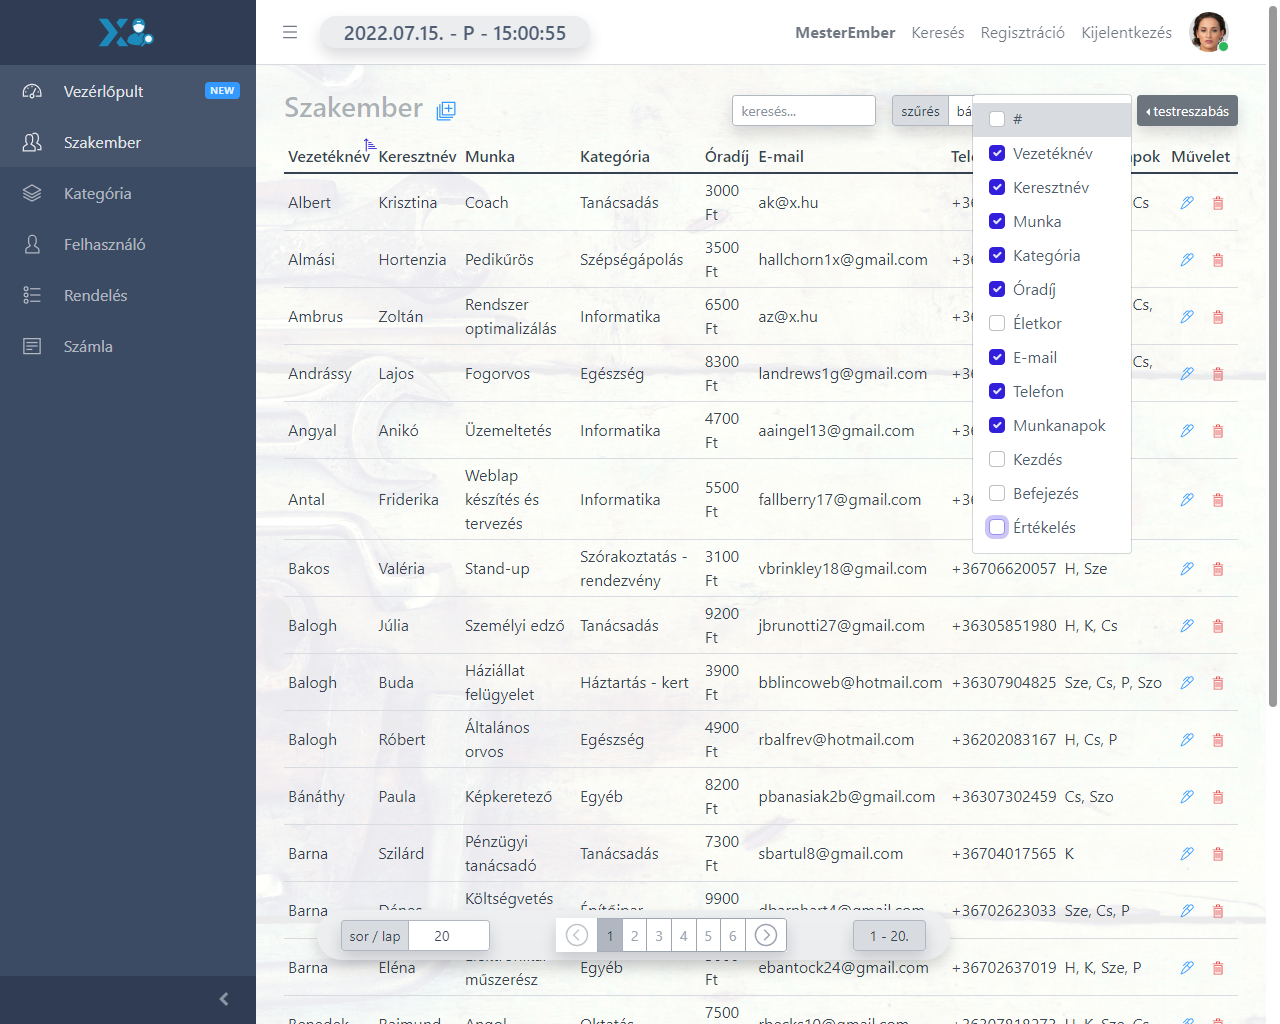 2022.07.15. - P - 15:00:55
MesterEmber Keresés Regisztráció Kijelentkezés
Vezérlőpult NEW
Szakember
Kategória
Felhasználó
Rendelés
Számla
Szakember
keresés...
szűrés
testreszabás
#
Vezetéknév
Keresztnév
Munka
Kategória
Óradíj
Életkor
E-mail
Telefon
Munkanapok
Kezdés
Befejezés
Értékelés
Vezetéknév Keresztnév Munka Kategória Óradíj E-mail Művelet
Albert Krisztina Coach Tanácsadás 3000 Ft ak@x.hu +36 Cs
Almási Hortenzia Pedikűrös Szépségápolás 3500 Ft hallchorn1x@gmail.com +36
Ambrus Zoltán Rendszer optimalizálás Informatika 6500 Ft az@x.hu +36 Cs,
Andrássy Lajos Fogorvos Egészség 8300 Ft landrews1g@gmail.com +36 Cs,
Angyal Anikó Üzemeltetés Informatika 4700 Ft aaingel13@gmail.com +36
Antal Friderika Weblap készítés és tervezés Informatika 5500 Ft fallberry17@gmail.com +36
Bakos Valéria Stand-up Szórakoztatás - rendezvény 3100 Ft vbrinkley18@gmail.com +36706620057 H, Sze
Balogh Júlia Személyi edző Tanácsadás 9200 Ft jbrunotti27@gmail.com +36305851980 H, K, Cs
Balogh Buda Háziállat felügyelet Háztartás - kert 3900 Ft bblincoweb@hotmail.com +36307904825 Sze, Cs, P, Szo
Balogh Róbert Általános orvos Egészség 4900 Ft rbalfrev@hotmail.com +36202083167 H, Cs, P
Bánáthy Paula Képkeretező Egyéb 8200 Ft pbanasiak2b@gmail.com +36307302459 Cs, Szo
Barna Szilárd Pénzügyi tanácsadó Tanácsadás 7300 Ft sbartul8@gmail.com +36704017565 K
Barna Költségvetés 9900 +36702623033 Sze, Cs, P
sor / lap 20 1 2 3 4 5 6 1 - 20.
Barna Eléna műszerész Egyéb Ft ebantock24@gmail.com +36702637019 H, K, Sze, P
7500